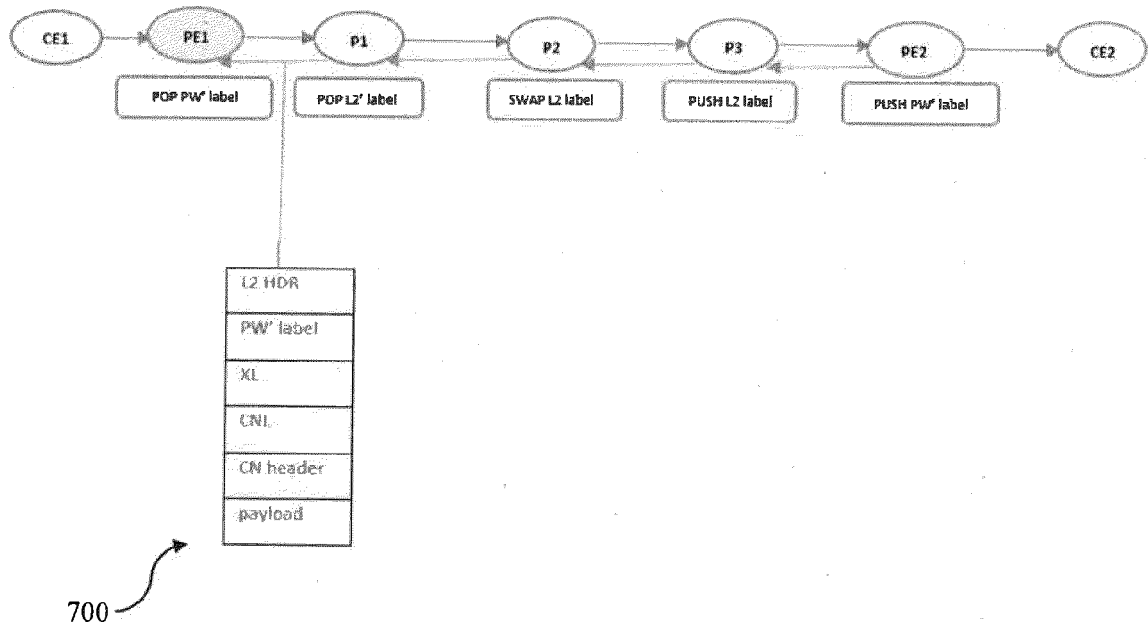 CE1
PE1
P1
P2
P3
PE2
CE2
POP PW' label
POP L2' label
SWAP L2 label
PUSH L2 label
PUSH PW' label
L2 HDR
PW' label
XL
CNL
CN header
payload
700